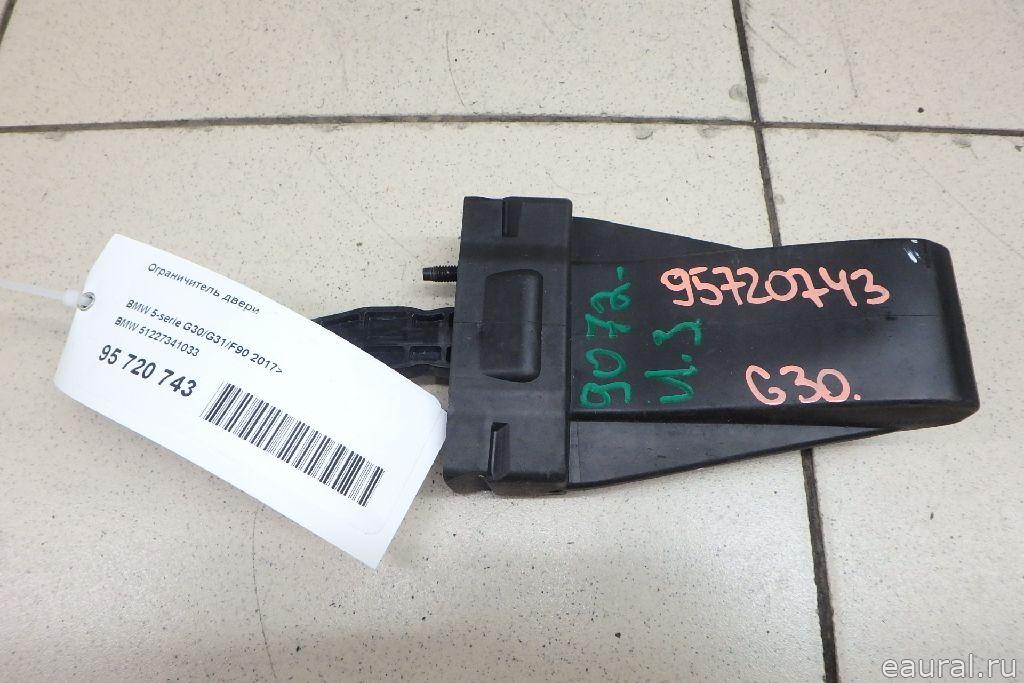 Ограничитель двери
BMW 5-serie G30/G31/F90 2017>
BMW 51227341033
95 720 743
9072-
И.3
95720743
G30.
eaural.ru